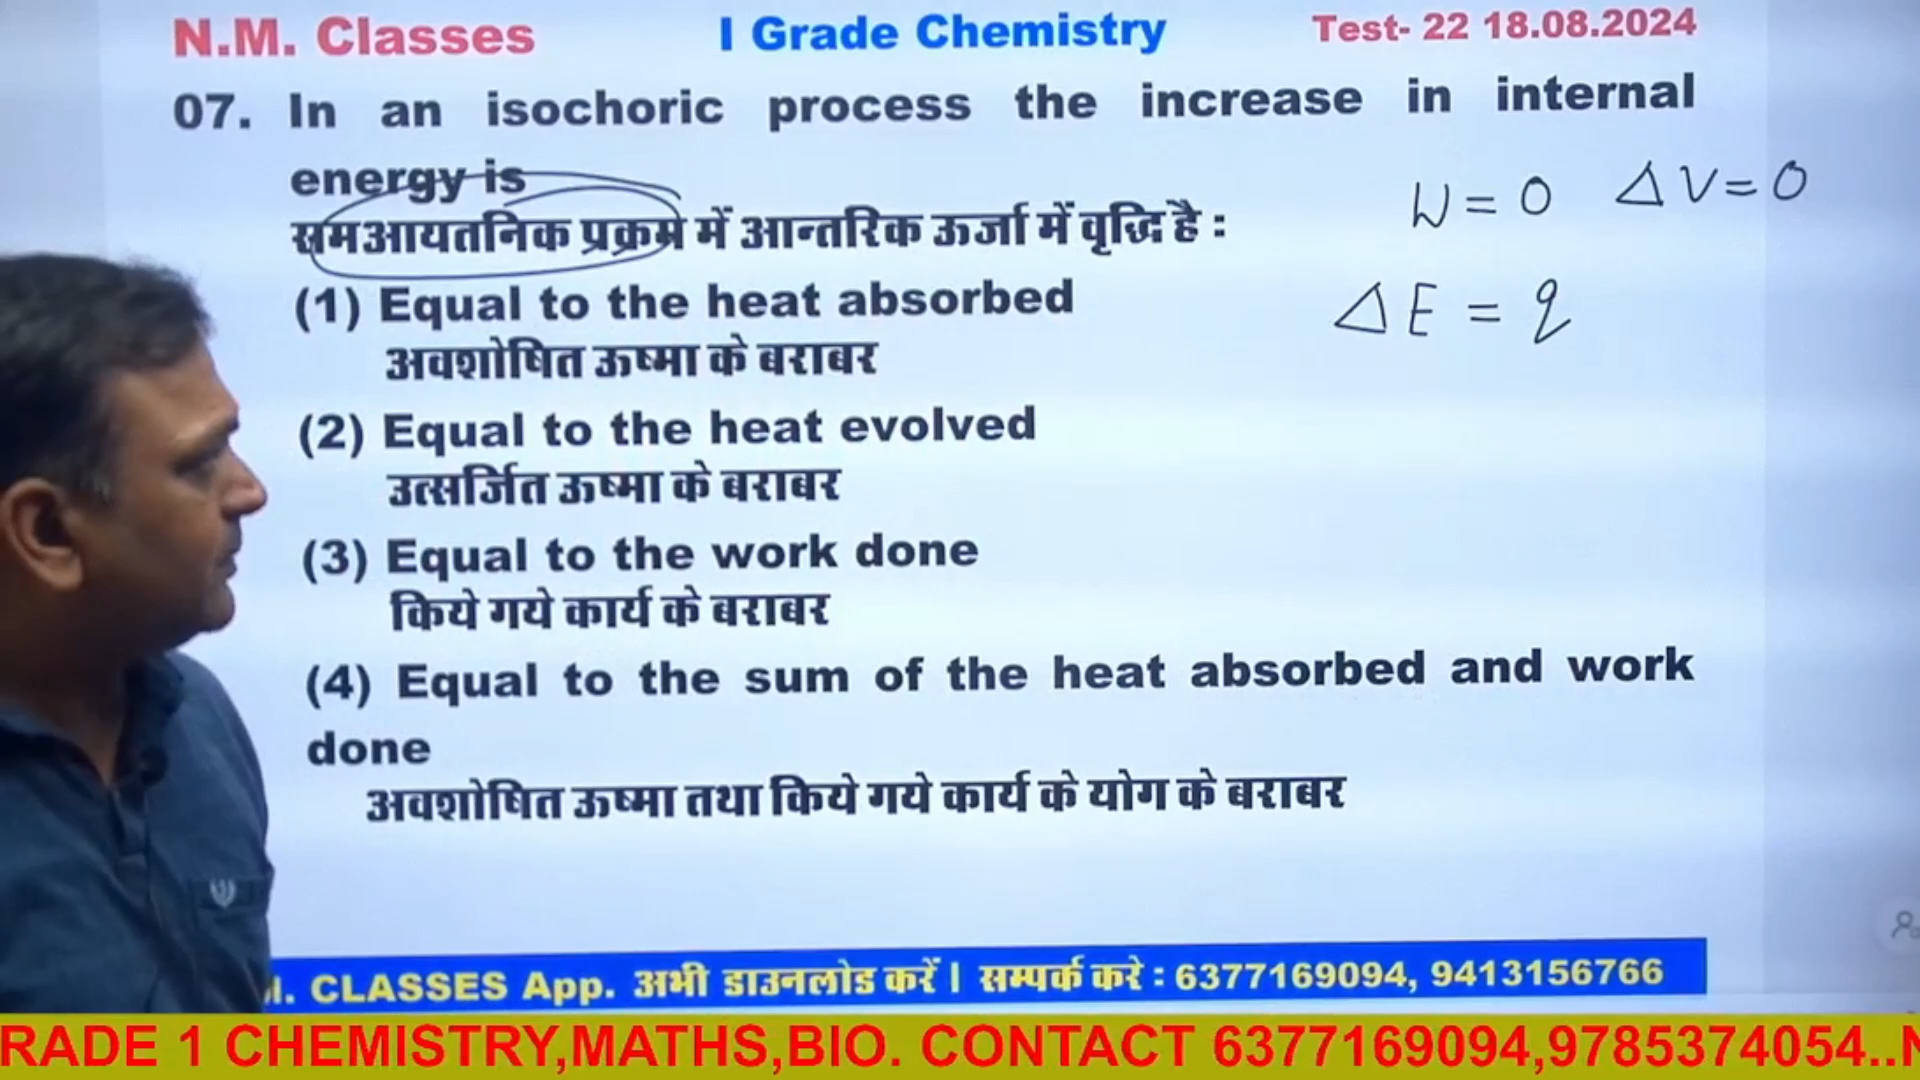 N.M. Classes I Grade Chemistry Test- 22 18.08.2024
07. In an isochoric process the increase in internal
energy is
समआयतनिक प्रक्रम में आन्तरिक ऊर्जा में वृद्धि है :
W = 0 ΔV = 0
(1) Equal to the heat absorbed
ΔE = q
अवशोषित ऊष्मा के बराबर
(2) Equal to the heat evolved
उत्सर्जित ऊष्मा के बराबर
(3) Equal to the work done
किये गये कार्य के बराबर
(4) Equal to the sum of the heat absorbed and work
done
अवशोषित ऊष्मा तथा किये गये कार्य के योग के बराबर
M. CLASSES App. अभी डाउनलोड करें। सम्पर्क करे : 6377169094, 9413156766
RADE 1 CHEMISTRY,MATHS,BIO. CONTACT 6377169094,9785374054..N